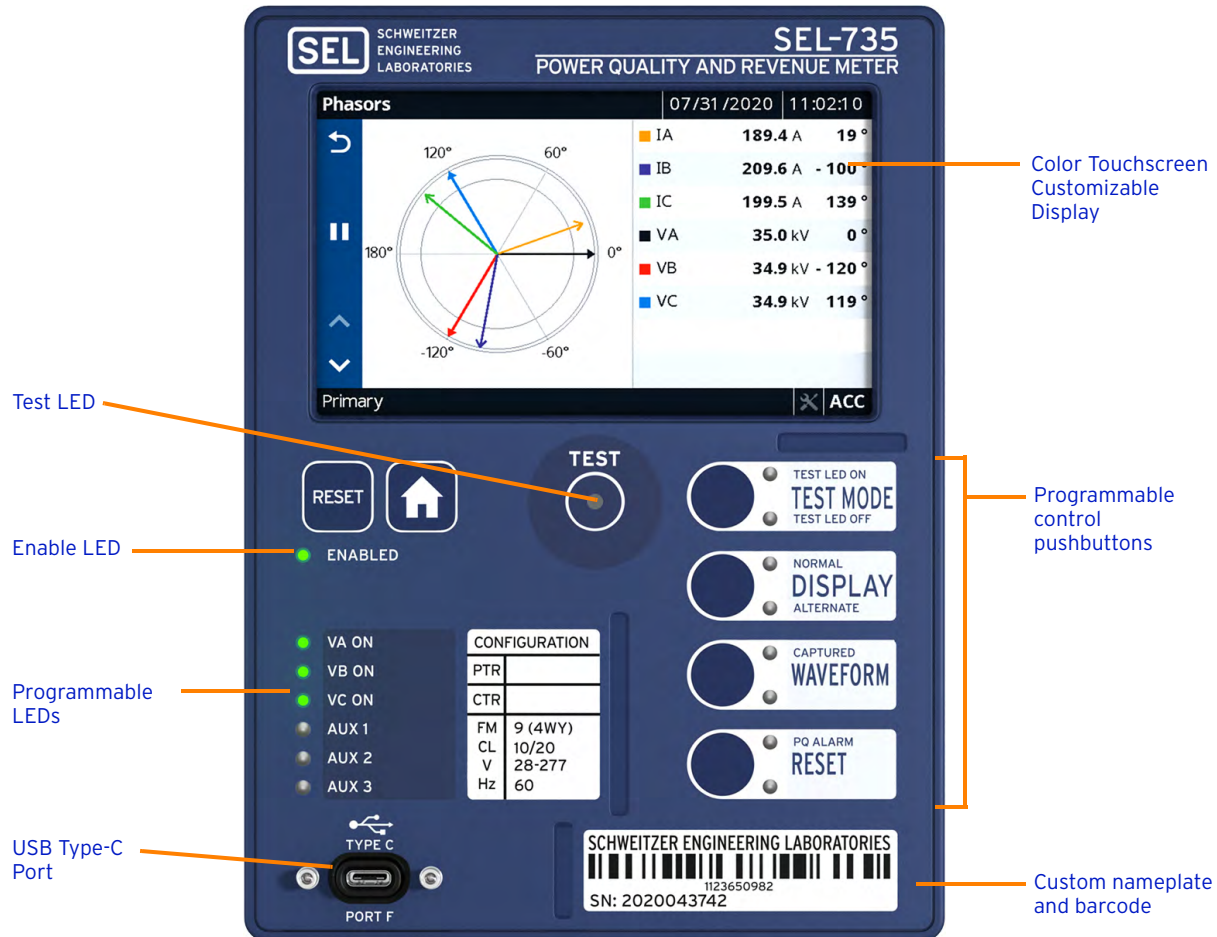 SEL
SCHWEITZER
ENGINEERING
LABORATORIES
SEL-735
POWER QUALITY AND REVENUE METER
Phasors 07/31/2020 11:02:10
120° 60°
180° 0°
-120° -60°
IA 189.4 A 19 °
IB 209.6 A - 100 °
IC 199.5 A 139 °
VA 35.0 kV 0 °
VB 34.9 kV - 120 °
VC 34.9 kV 119 °
Primary ACC
Color Touchscreen
Customizable
Display
Test LED
TEST
RESET
Enable LED
ENABLED
TEST LED ON
TEST MODE
TEST LED OFF
NORMAL
DISPLAY
ALTERNATE
CAPTURED
WAVEFORM
PQ ALARM
RESET
Programmable
control
pushbuttons
Programmable
LEDs
VA ON
VB ON
VC ON
AUX 1
AUX 2
AUX 3
CONFIGURATION
PTR
CTR
FM 9 (4WY)
CL 10/20
V 28-277
Hz 60
USB Type-C
Port
TYPE C
PORT F
SCHWEITZER ENGINEERING LABORATORIES
1123650982
SN: 2020043742
Custom nameplate
and barcode